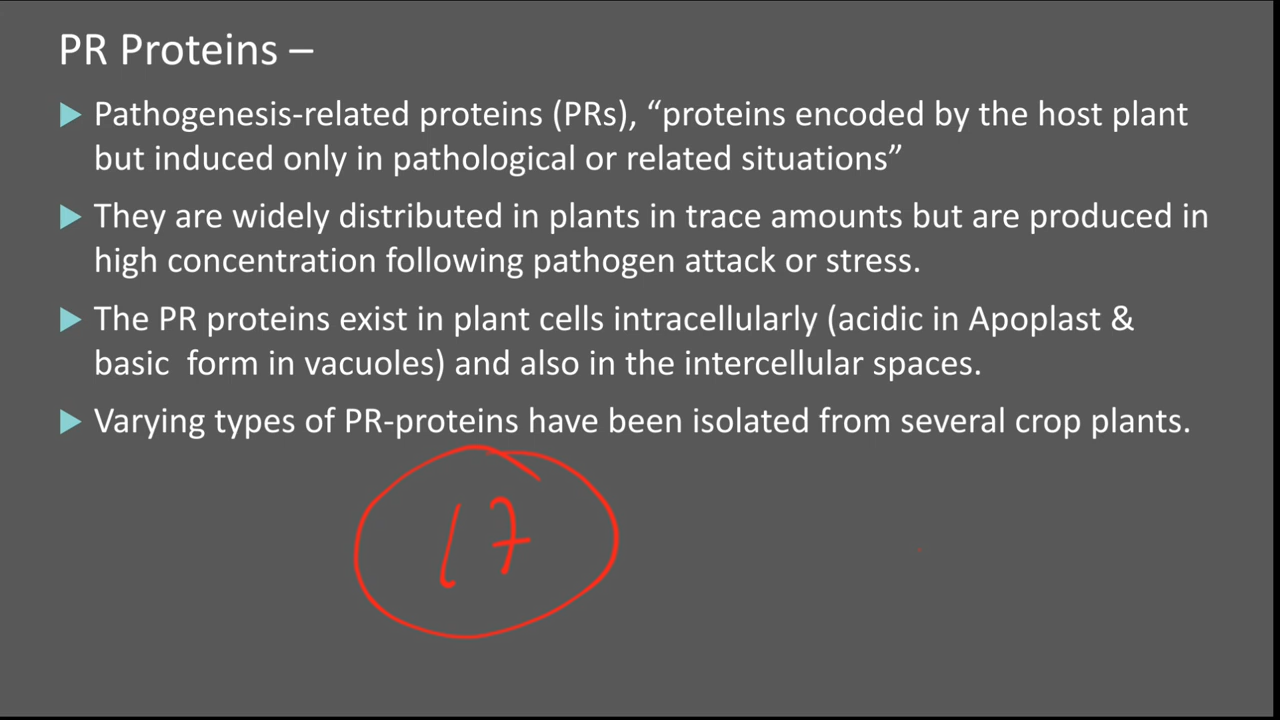 PR Proteins –
▶ Pathogenesis-related proteins (PRs), “proteins encoded by the host plant
but induced only in pathological or related situations”
▶ They are widely distributed in plants in trace amounts but are produced in
high concentration following pathogen attack or stress.
▶ The PR proteins exist in plant cells intracellularly (acidic in Apoplast &
basic  form in vacuoles) and also in the intercellular spaces.
▶ Varying types of PR-proteins have been isolated from several crop plants.
17